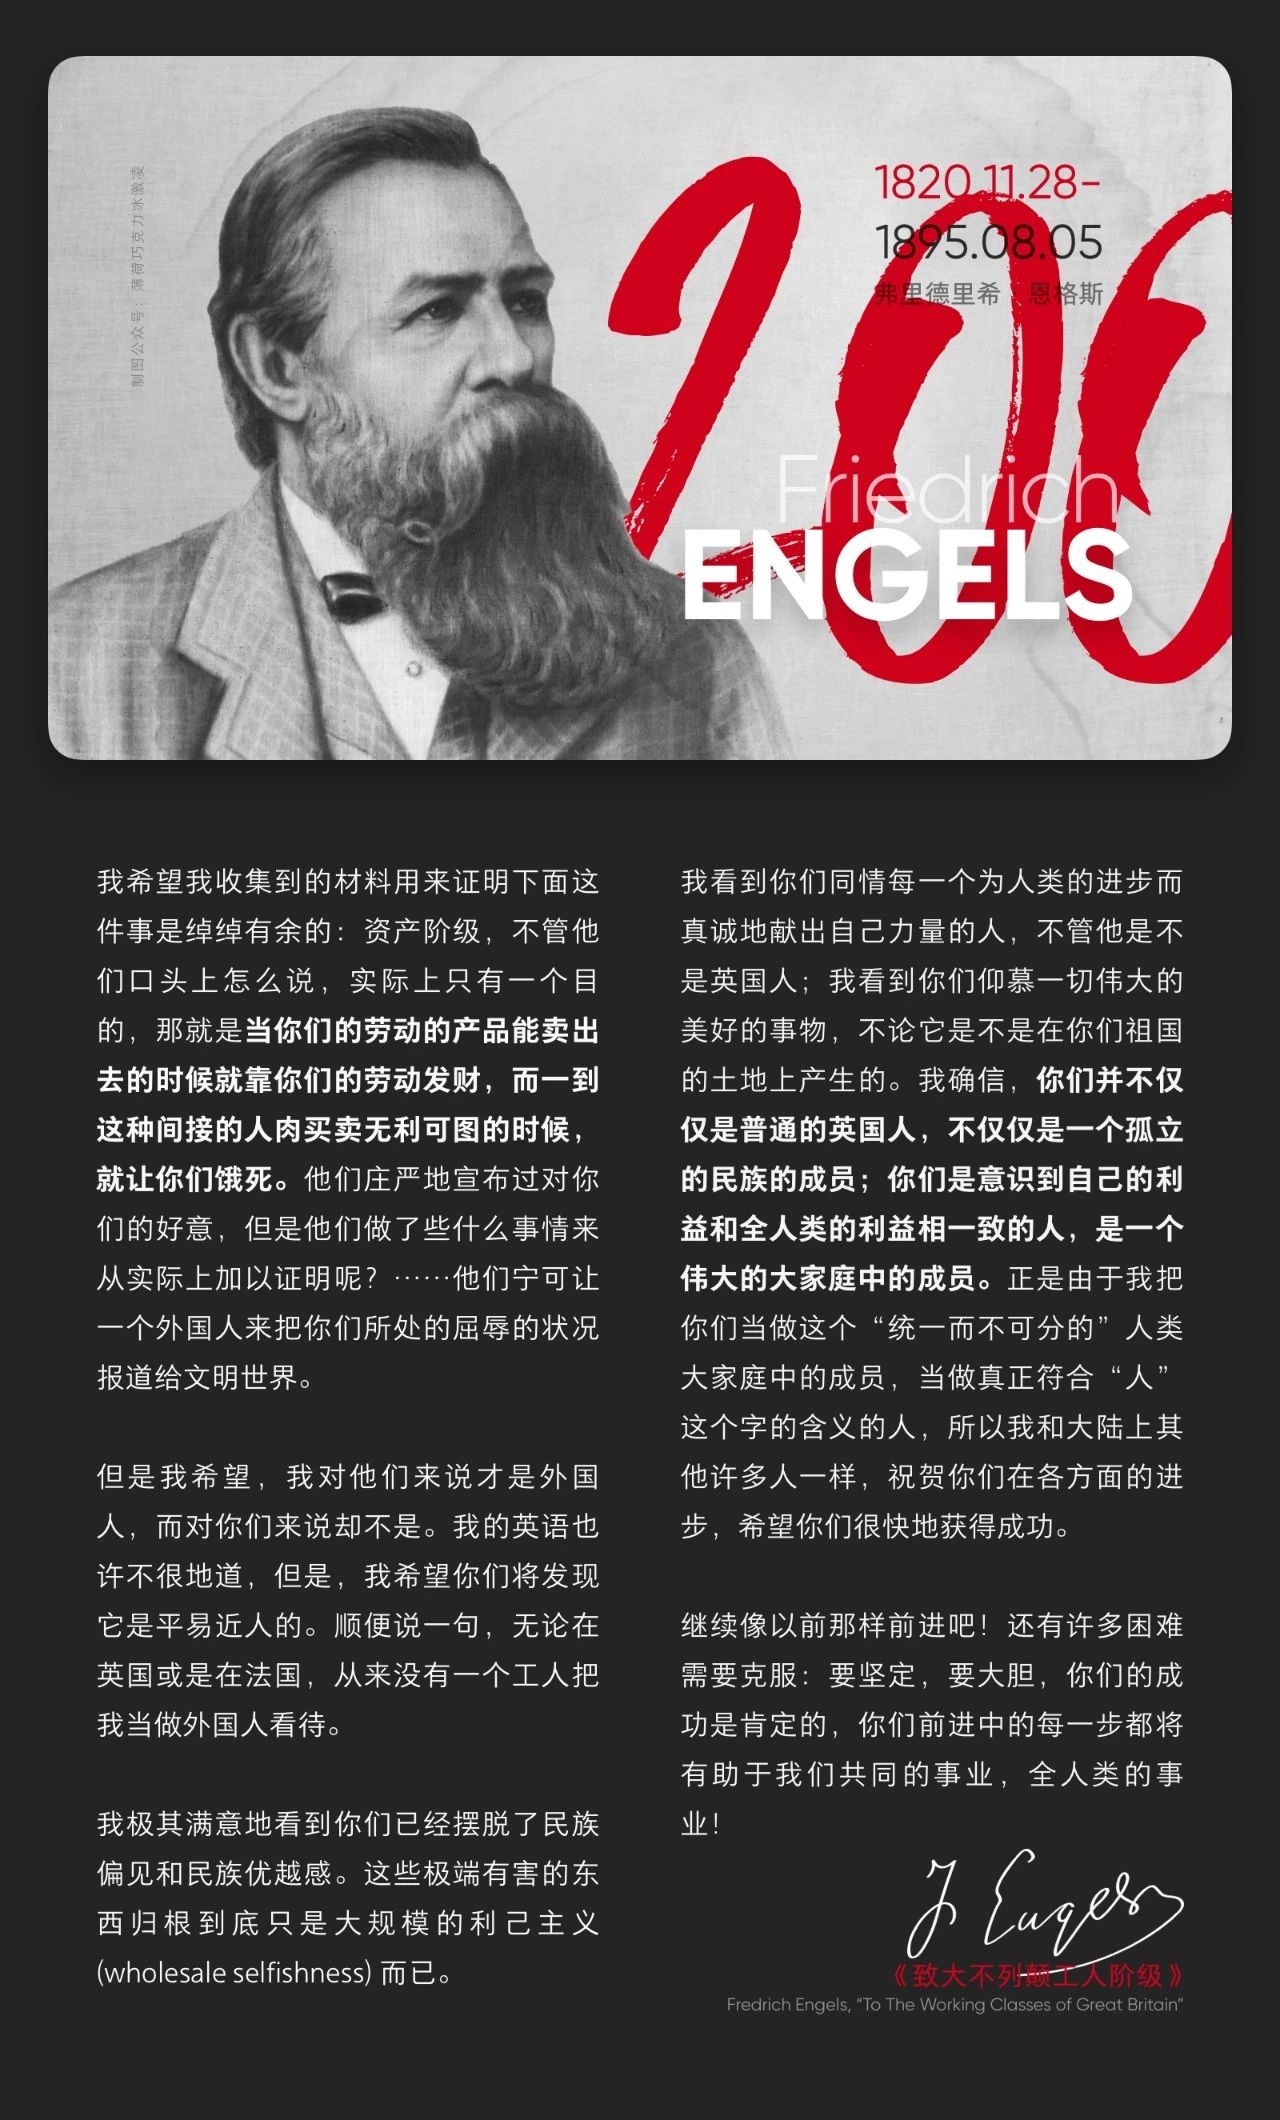 制图公众号：薄荷巧克力冰激凌
200
1820.11.28-
1895.08.05
弗里德里希·恩格斯
Friedrich
ENGELS
我希望我收集到的材料用来证明下面这
件事是绰绰有余的：资产阶级，不管他
们口头上怎么说，实际上只有一个目
的，那就是当你们的劳动的产品能卖出
去的时候就靠你们的劳动发财，而一到
这种间接的人肉买卖无利可图的时候，
就让你们饿死。他们庄严地宣布过对你
们的好意，但是他们做了些什么事情来
从实际上加以证明呢？……他们宁可让
一个外国人来把你们所处的屈辱的状况
报道给文明世界。
但是我希望，我对他们来说才是外国
人，而对你们来说却不是。我的英语也
许不很地道，但是，我希望你们将发现
它是平易近人的。顺便说一句，无论在
英国或是在法国，从来没有一个工人把
我当做外国人看待。
我极其满意地看到你们已经摆脱了民族
偏见和民族优越感。这些极端有害的东
西归根到底只是大规模的利己主义
(wholesale selfishness) 而已。
我看到你们同情每一个为人类的进步而
真诚地献出自己力量的人，不管他是不
是英国人；我看到你们仰慕一切伟大的
美好的事物，不论它是不是在你们祖国
的土地上产生的。我确信，你们并不仅
仅是普通的英国人，不仅仅是一个孤立
的民族的成员；你们是意识到自己的利
益和全人类的利益相一致的人，是一个
伟大的大家庭中的成员。正是由于我把
你们当做这个“统一而不可分的”人类
大家庭中的成员，当做真正符合“人”
这个字的含义的人，所以我和大陆上其
他许多人一样，祝贺你们在各方面的进
步，希望你们很快地获得成功。
继续像以前那样前进吧！还有许多困难
需要克服：要坚定，要大胆，你们的成
功是肯定的，你们前进中的每一步都将
有助于我们共同的事业，全人类的事
业！
F Engels
《致大不列颠工人阶级》
Fredrich Engels, “To The Working Classes of Great Britain”